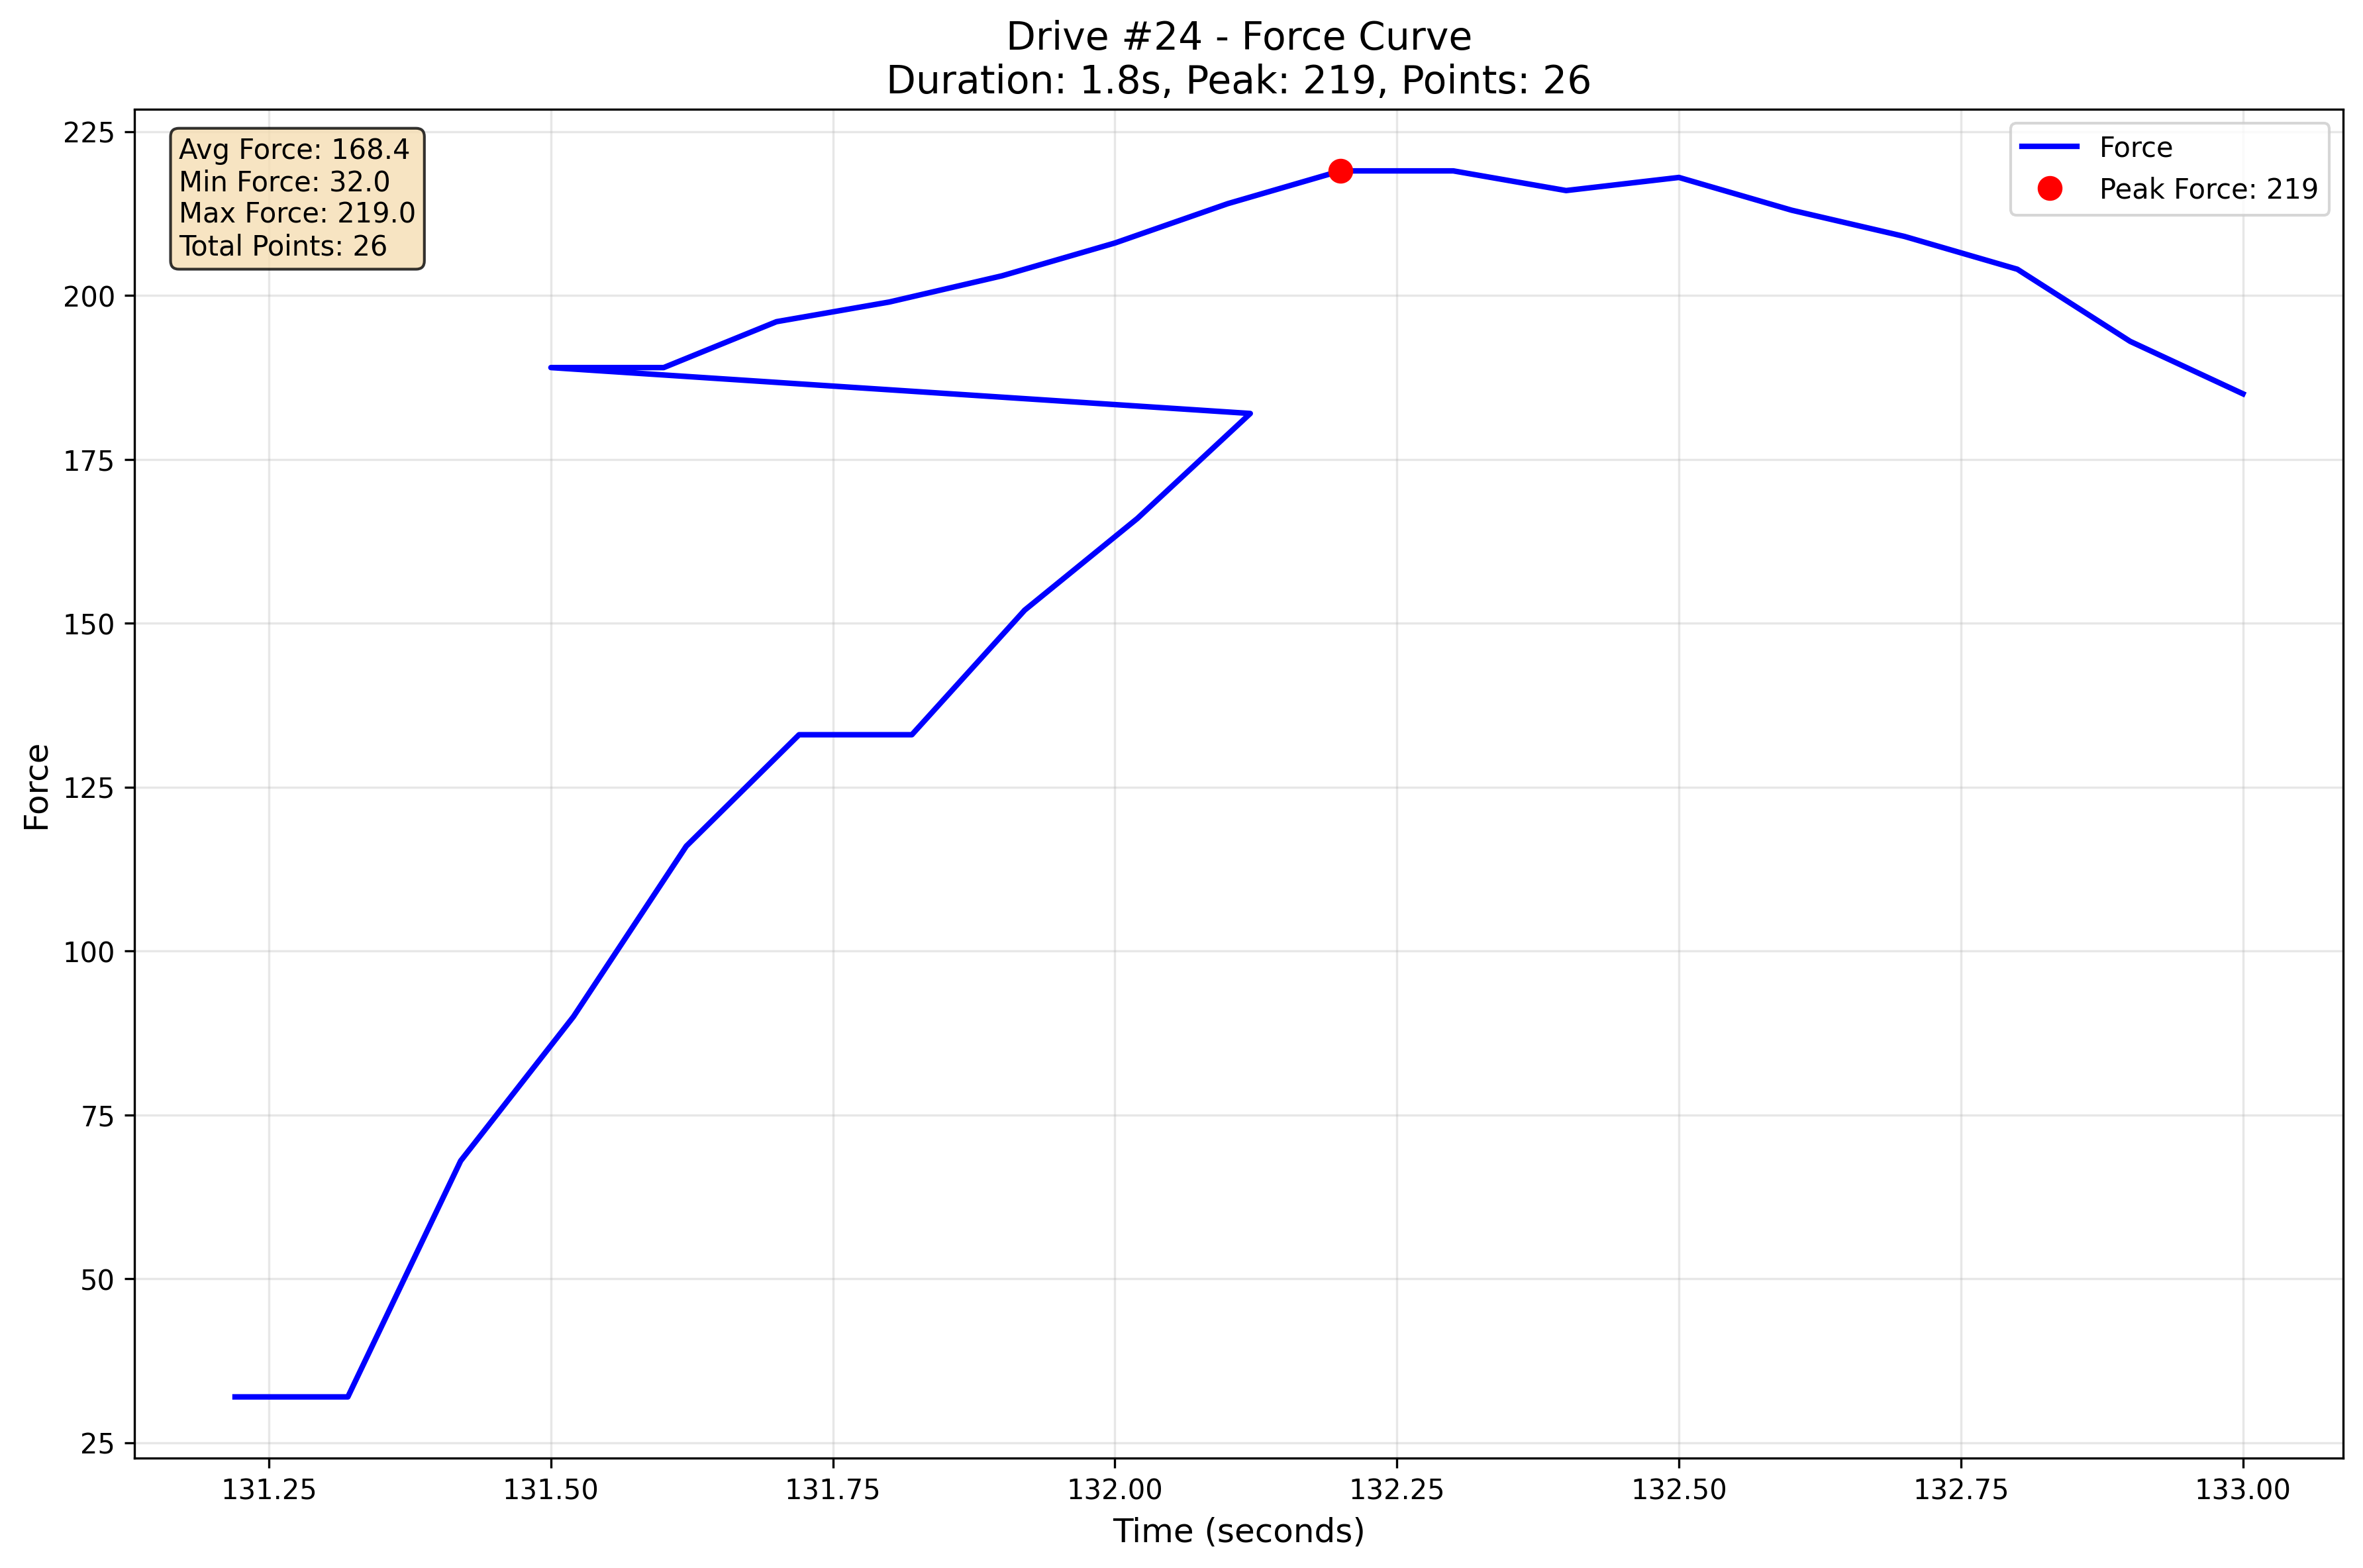 Drive #24 - Force Curve
Duration: 1.8s, Peak: 219, Points: 26
Avg Force: 168.4
Min Force: 32.0
Max Force: 219.0
Total Points: 26
Force
Peak Force: 219
225
200
175
150
125
100
75
50
25
Force
131.25 131.50 131.75 132.00 132.25 132.50 132.75 133.00
Time (seconds)